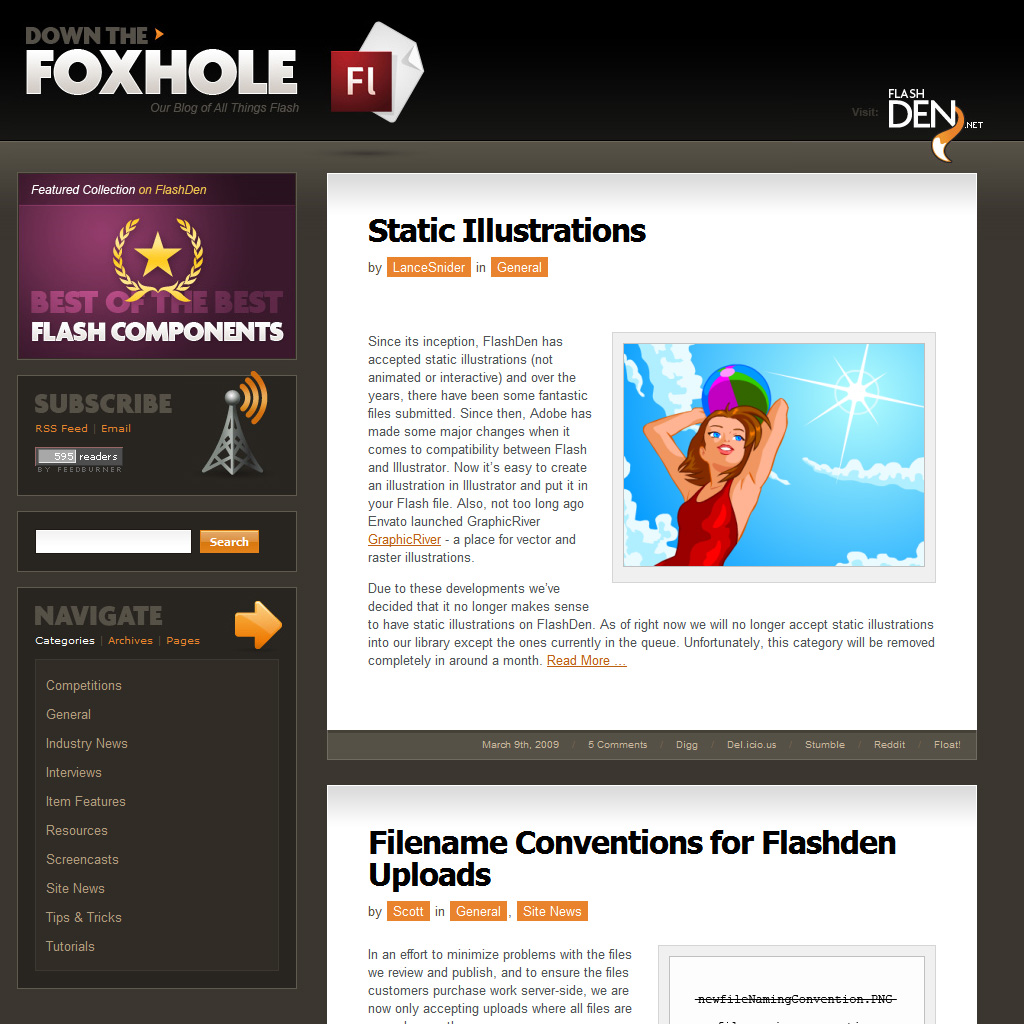 DOWN THE
FOXHOLE
Our Blog of All Things Flash
Fl
Visit:
FLASH
DEN
.NET
Featured Collection on FlashDen
BEST OF THE BEST
FLASH COMPONENTS
SUBSCRIBE
RSS Feed | Email
595 readers
BY FEEDBURNER
Search
NAVIGATE
Categories | Archives | Pages
Competitions
General
Industry News
Interviews
Item Features
Resources
Screencasts
Site News
Tips & Tricks
Tutorials
Static Illustrations
by LanceSnider in General
Since its inception, FlashDen has
accepted static illustrations (not
animated or interactive) and over the
years, there have been some fantastic
files submitted. Since then, Adobe has
made some major changes when it
comes to compatibility between Flash
and Illustrator. Now it's easy to create
an illustration in Illustrator and put it in
your Flash file. Also, not too long ago
Envato launched GraphicRiver
GraphicRiver - a place for vector and
raster illustrations.
Due to these developments we've
decided that it no longer makes sense
to have static illustrations on FlashDen. As of right now we will no longer accept static illustrations
into our library except the ones currently in the queue. Unfortunately, this category will be removed
completely in around a month. Read More ...
March 9th, 2009 / 5 Comments / Digg / Del.icio.us / Stumble / Reddit / Float!
Filename Conventions for Flashden
Uploads
by Scott in General, Site News
In an effort to minimize problems with the files
we review and publish, and to ensure the files
customers purchase work server-side, we are
now only accepting uploads where all files are
newfileNamingConvention.PNG